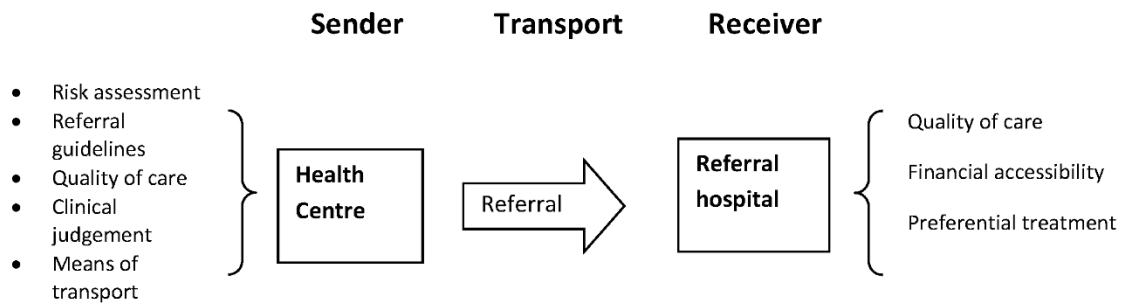 Sender Transport Receiver
• Risk assessment
• Referral
guidelines
• Quality of care
• Clinical
judgement
• Means of
transport
Health
Centre
Referral
Referral
hospital
Quality of care
Financial accessibility
Preferential treatment